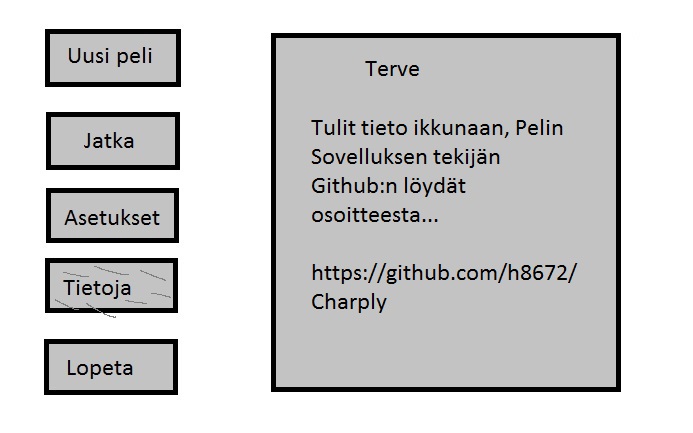 Uusi peli
Jatka
Asetukset
Tietoja
Lopeta
Terve
Tulit tieto ikkunaan, Pelin
Sovelluksen tekijän
Github:n löydät
osoitteesta...
https://github.com/h8672/
Charply